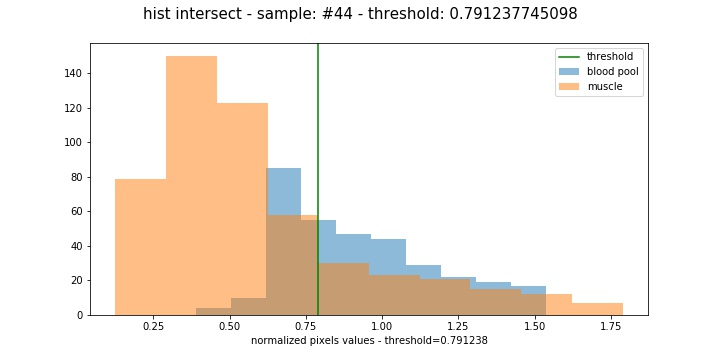 hist intersect - sample: #44 - threshold: 0.791237745098
threshold
blood pool
muscle
140
120
100
80
60
40
20
0
0.25 0.50 0.75 1.00 1.25 1.50 1.75
normalized pixels values - threshold=0.791238